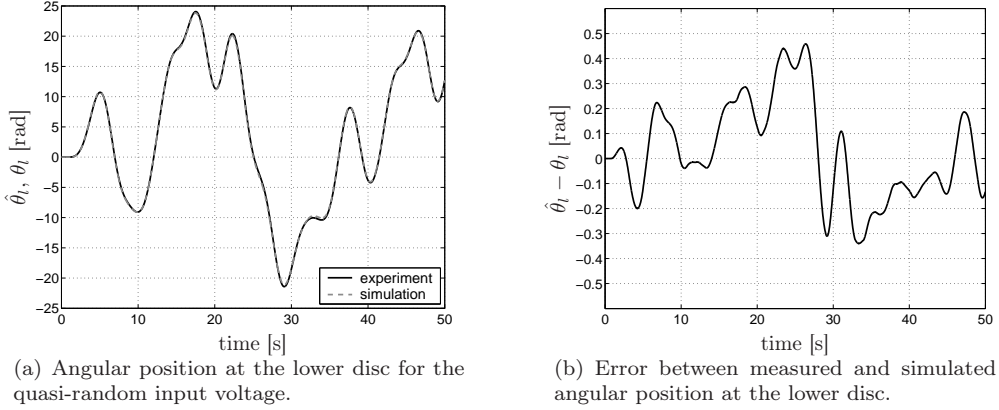 25
20
15
10
5
0
−5
−10
−15
−20
−25
θ̂l, θl [rad]
experiment
simulation
0 10 20 30 40 50
time [s]
(a) Angular position at the lower disc for the
quasi-random input voltage.
0.5
0.4
0.3
0.2
0.1
0
−0.1
−0.2
−0.3
−0.4
−0.5
θ̂l − θl [rad]
0 10 20 30 40 50
time [s]
(b) Error between measured and simulated
angular position at the lower disc.